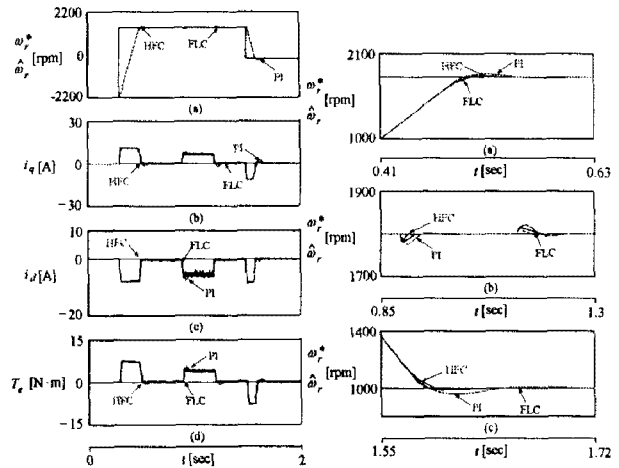 2200
ω_r^*
ω̂_r [rpm]
0
-2200
HFC
FLC
PI
(a)
30
i_q [A]
0
-30
HFC
FLC
PI
(b)
10
i_d [A]
0
-20
HFC
FLC
PI
(c)
15
T_e [N·m]
0
-15
HFC
FLC
PI
(d)
0
t [sec]
2
2100
ω_r^*
ω̂_r [rpm]
1000
HFC
PI
FLC
(a)
0.41
t [sec]
0.63
1900
ω_r^*
ω̂_r [rpm]
1700
HFC
PI
FLC
(b)
0.85
t [sec]
1.3
1400
ω_r^*
ω̂_r [rpm]
1000
HFC
PI
FLC
(c)
1.55
t [sec]
1.72